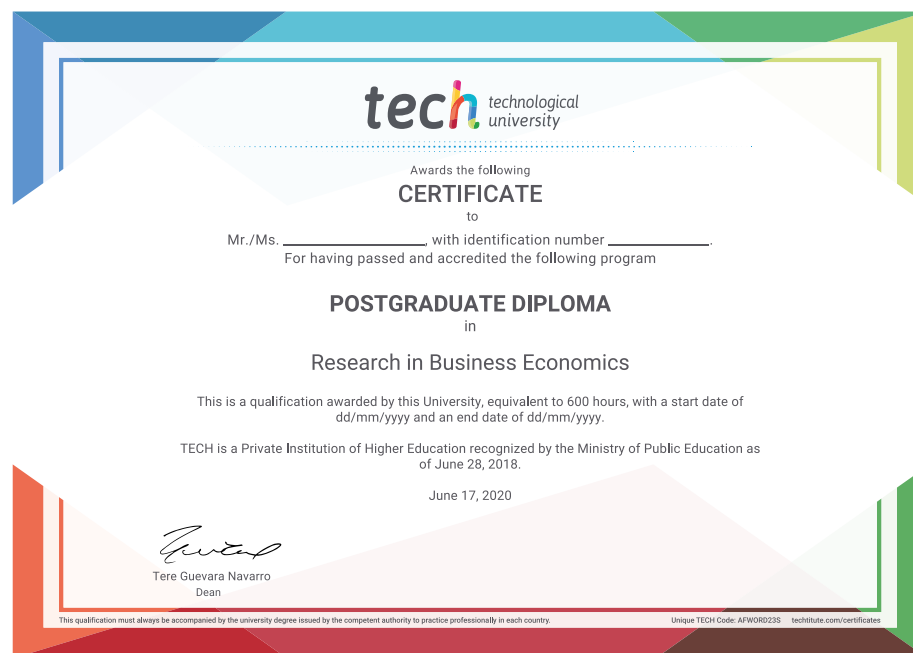 tech technological
university
Awards the following
CERTIFICATE
to
Mr./Ms. ____________________, with identification number ______________.
For having passed and accredited the following program
POSTGRADUATE DIPLOMA
in
Research in Business Economics
This is a qualification awarded by this University, equivalent to 600 hours, with a start date of
dd/mm/yyyy and an end date of dd/mm/yyyy.
TECH is a Private Institution of Higher Education recognized by the Ministry of Public Education as
of June 28, 2018.
June 17, 2020
Tere Guevara Navarro
Dean
This qualification must always be accompanied by the university degree issued by the competent authority to practice professionally in each country.
Unique TECH Code: AFWORD23S techtitute.com/certificates